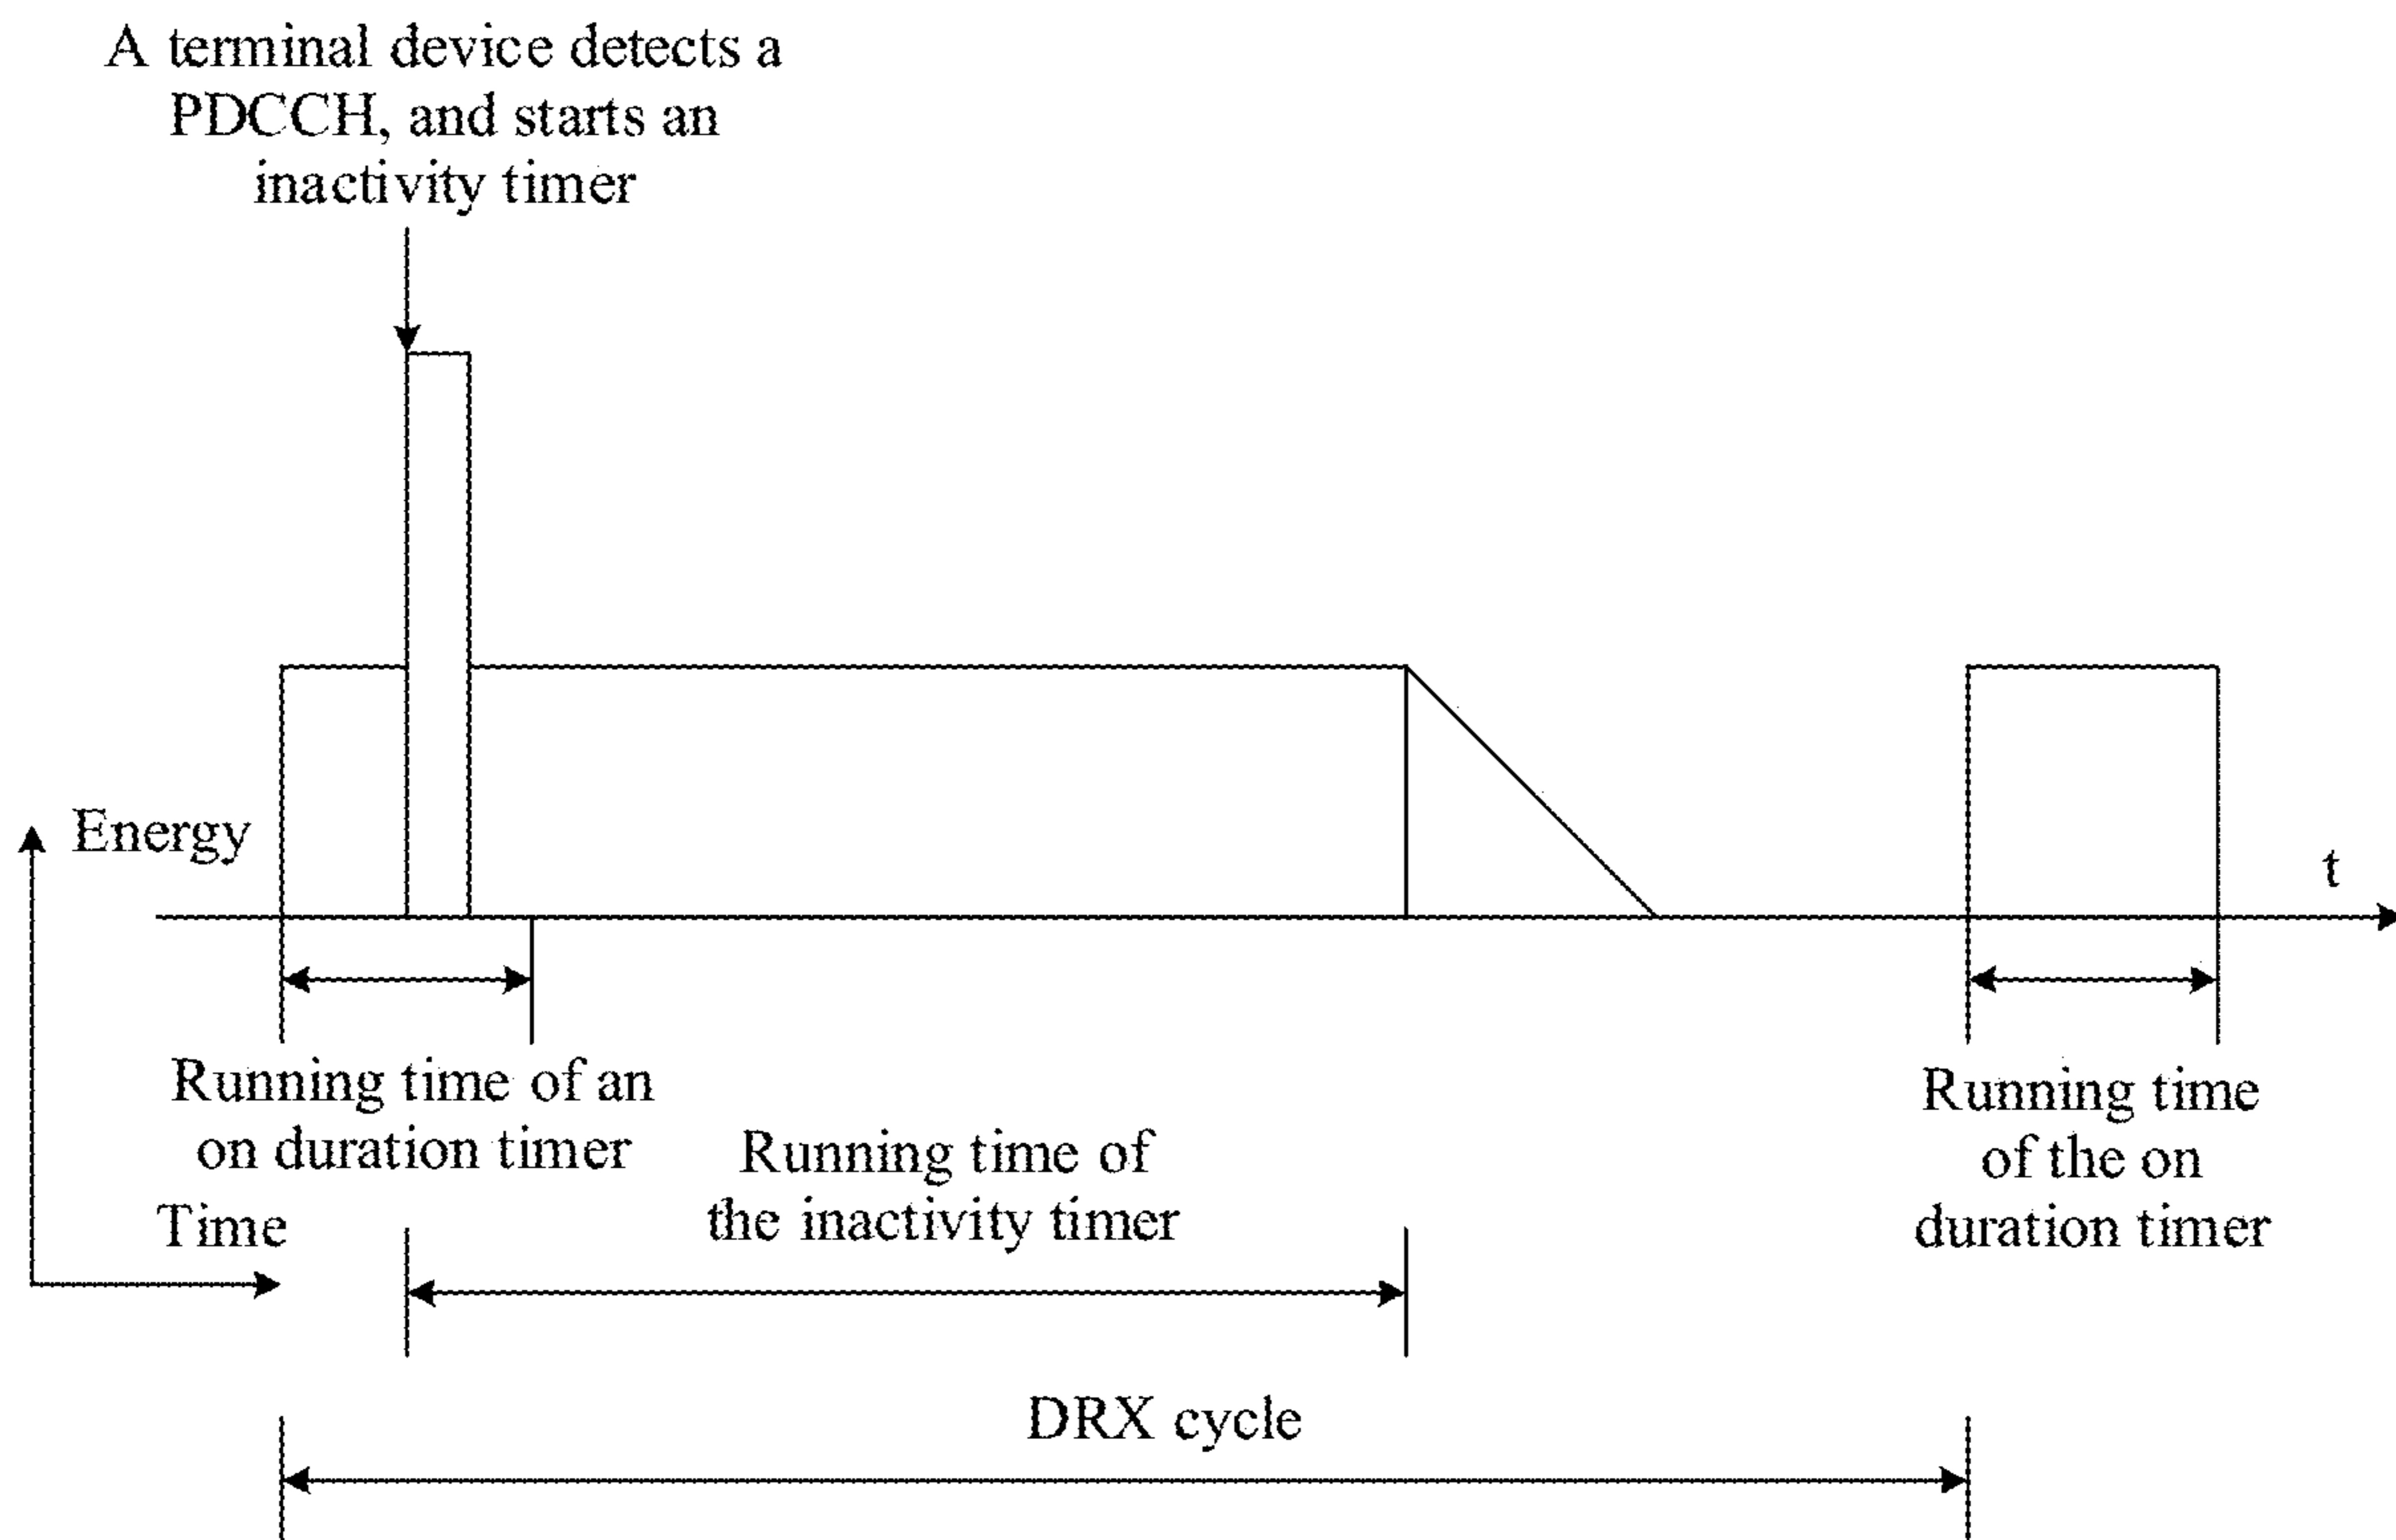 A terminal device detects a
PDCCH, and starts an
inactivity timer
Energy
t
Running time of an
on duration timer
Time
Running time of
the inactivity timer
Running time
of the on
duration timer
DRX cycle